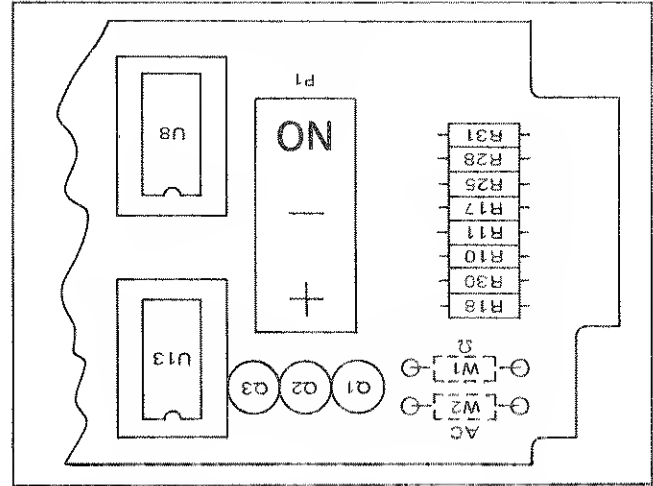 P1
ON
−
+
U8
U13
R31
R28
R25
R17
R11
R10
R30
R18
Ω
W1
W2
AC
Q1
Q2
Q3